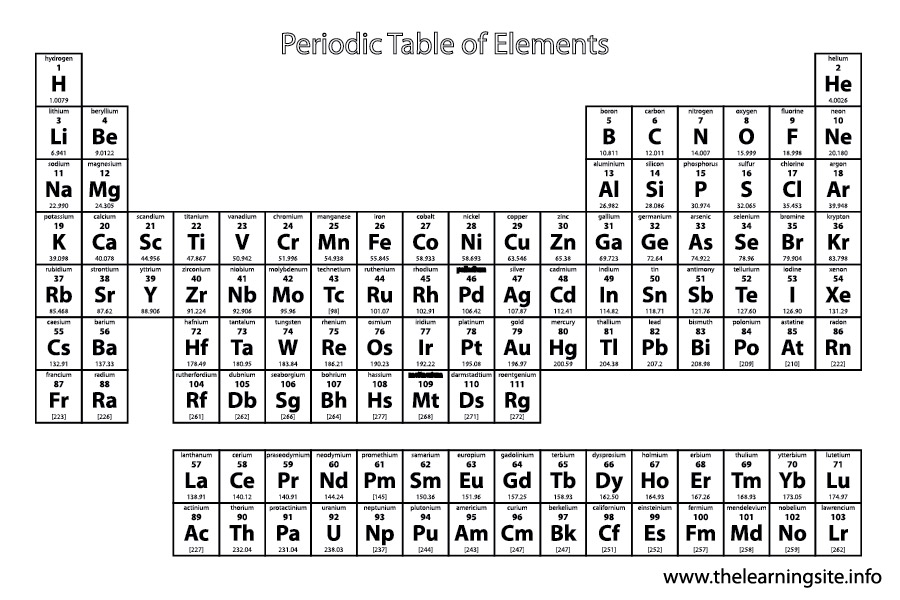 Periodic Table of Elements
hydrogen helium
1 2
H He
1.0079 4.0026
lithium beryllium boron carbon nitrogen oxygen fluorine neon
3 4 5 6 7 8 9 10
Li Be B C N O F Ne
6.941 9.0122 10.811 12.011 14.007 15.999 18.998 20.180
sodium magnesium aluminium silicon phosphorus sulfur chlorine argon
11 12 13 14 15 16 17 18
Na Mg Al Si P S Cl Ar
22.990 24.305 26.982 28.086 30.974 32.065 35.453 39.948
potassium calcium scandium titanium vanadium chromium manganese iron cobalt nickel copper zinc gallium germanium arsenic selenium bromine krypton
19 20 21 22 23 24 25 26 27 28 29 30 31 32 33 34 35 36
K Ca Sc Ti V Cr Mn Fe Co Ni Cu Zn Ga Ge As Se Br Kr
39.098 40.078 44.956 47.867 50.942 51.996 54.938 55.845 58.933 58.693 63.546 65.38 69.723 72.64 74.922 78.96 79.904 83.798
rubidium strontium yttrium zirconium niobium molybdenum technetium ruthenium rhodium silver cadmium indium tin antimony tellurium iodine xenon
37 38 39 40 41 42 43 44 45 46 47 48 49 50 51 52 53 54
Rb Sr Y Zr Nb Mo Tc Ru Rh Pd Ag Cd In Sn Sb Te I Xe
85.468 87.62 88.906 91.224 92.906 95.96 [98] 101.07 102.91 106.42 107.87 112.41 114.82 118.71 121.76 127.60 126.90 131.29
caesium barium hafnium tantalum tungsten rhenium osmium iridium platinum gold mercury thallium lead bismuth polonium astatine radon
55 56 72 73 74 75 76 77 78 79 80 81 82 83 84 85 86
Cs Ba Hf Ta W Re Os Ir Pt Au Hg Tl Pb Bi Po At Rn
132.91 137.33 178.49 180.95 183.84 186.21 190.23 192.22 195.08 196.97 200.59 204.38 207.2 208.98 [209] [210] [222]
francium radium rutherfordium dubnium seaborgium bohrium hassium darmstadtium roentgenium
87 88 104 105 106 107 108 109 110 111
Fr Ra Rf Db Sg Bh Hs Mt Ds Rg
[223] [226] [261] [262] [266] [264] [277] [268] [271] [272]
lanthanum cerium praseodymium neodymium promethium samarium europium gadolinium terbium dysprosium holmium erbium thulium ytterbium lutetium
57 58 59 60 61 62 63 64 65 66 67 68 69 70 71
La Ce Pr Nd Pm Sm Eu Gd Tb Dy Ho Er Tm Yb Lu
138.91 140.12 140.91 144.24 [145] 150.36 151.96 157.25 158.93 162.50 164.93 167.26 168.93 173.05 174.97
actinium thorium protactinium uranium neptunium plutonium americium curium berkelium californium einsteinium fermium mendelevium nobelium lawrencium
89 90 91 92 93 94 95 96 97 98 99 100 101 102 103
Ac Th Pa U Np Pu Am Cm Bk Cf Es Fm Md No Lr
[227] 232.04 231.04 238.03 [237] [244] [243] [247] [247] [251] [252] [257] [258] [259] [262]
www.thelearningsite.info